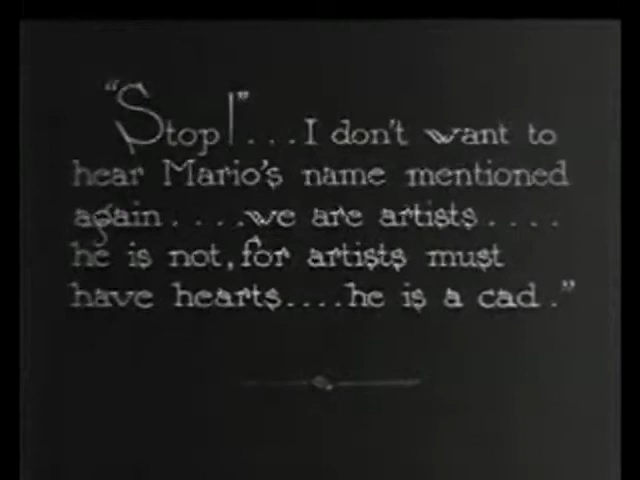 "Stop!"...I don't want to
hear Mario's name mentioned
again....we are artists....
he is not, for artists must
have hearts....he is a cad."